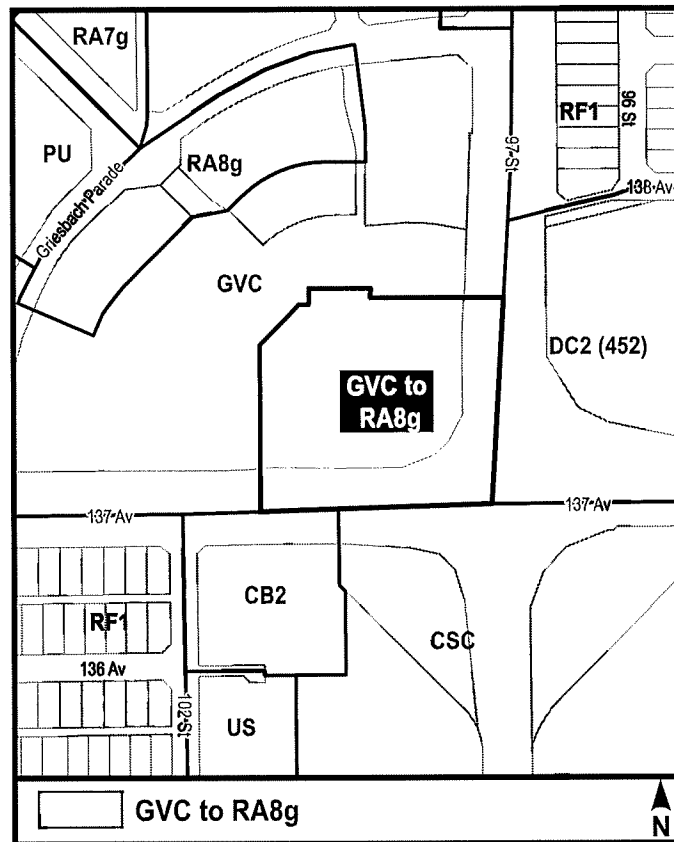 RA7g
RF1
96 St
PU
97 St
RA8g
138 Av
Griesbach Parade
GVC
DC2 (452)
GVC to
RA8g
137 Av
137 Av
CB2
RF1
CSC
136 Av
102 St
US
GVC to RA8g
N